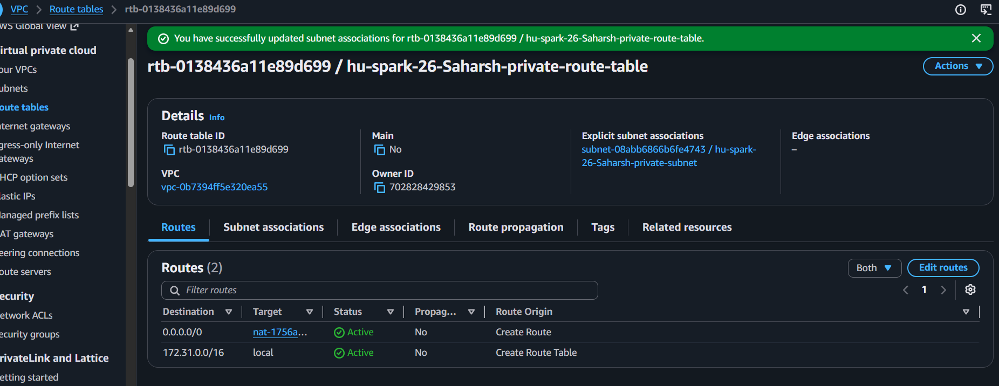 VPC > Route tables > rtb-0138436a11e89d699
WS Global View
You have successfully updated subnet associations for rtb-0138436a11e89d699 / hu-spark-26-Saharsh-private-route-table.
irtual private cloud
our VPCs
ubnets
oute tables
nternet gateways
gress-only Internet
ateways
HCP option sets
lastic IPs
lanaged prefix lists
AT gateways
eering connections
oute servers
ecurity
etwork ACLs
ecurity groups
rivateLink and Lattice
etting started
rtb-0138436a11e89d699 / hu-spark-26-Saharsh-private-route-table
Actions
Details Info
Route table ID
rtb-0138436a11e89d699
VPC
vpc-0b7394ff5e320ea55
Main
No
Owner ID
702828429853
Explicit subnet associations
subnet-08abb6866b6fe4743 / hu-spark-
26-Saharsh-private-subnet
Edge associations
–
Routes Subnet associations Edge associations Route propagation Tags Related resources
Routes (2)
Both Edit routes
Filter routes
1
Destination Target Status Propag... Route Origin
0.0.0.0/0 nat-1756a... Active No Create Route
172.31.0.0/16 local Active No Create Route Table